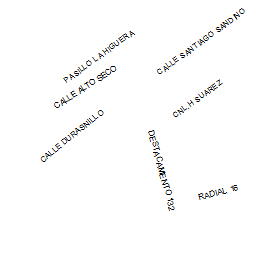 PASILLO LA HIGUERA
CALLE SANTIAGO SANDINO
CALLE ALTO SECO
CNL.H SUAREZ
CALLE DURASNILLO
DESTACAMENTO 132
RADIAL 16